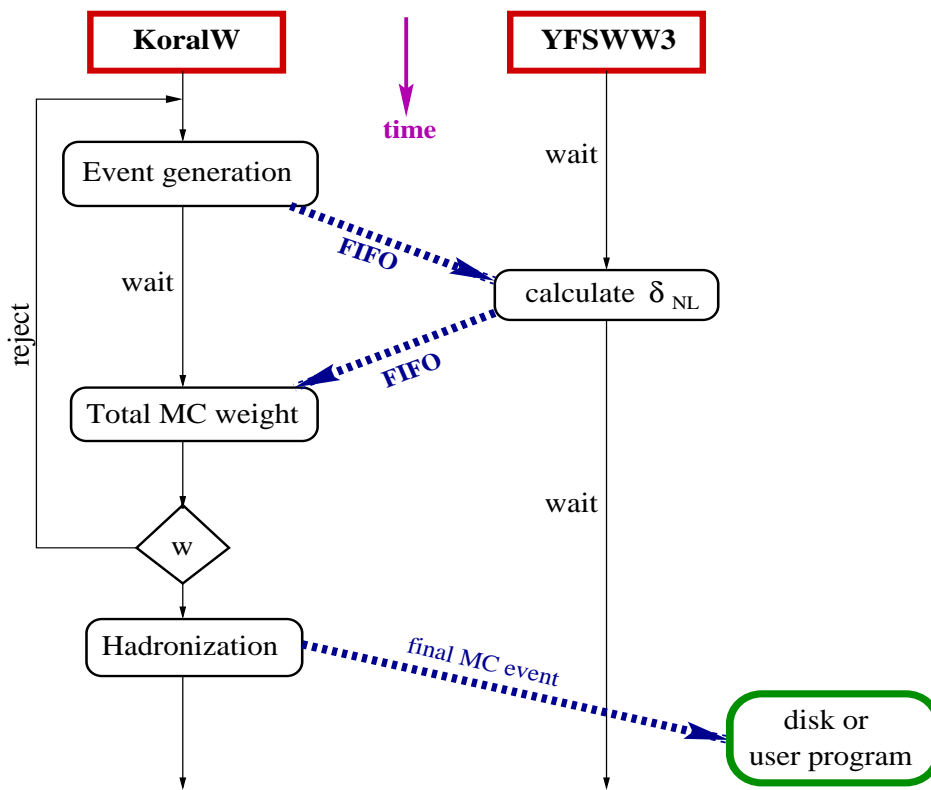 KoralW
YFSWW3
time
wait
Event generation
FIFO
wait
calculate δ NL
reject
FIFO
Total MC weight
wait
w
Hadronization
final MC event
disk or
user program